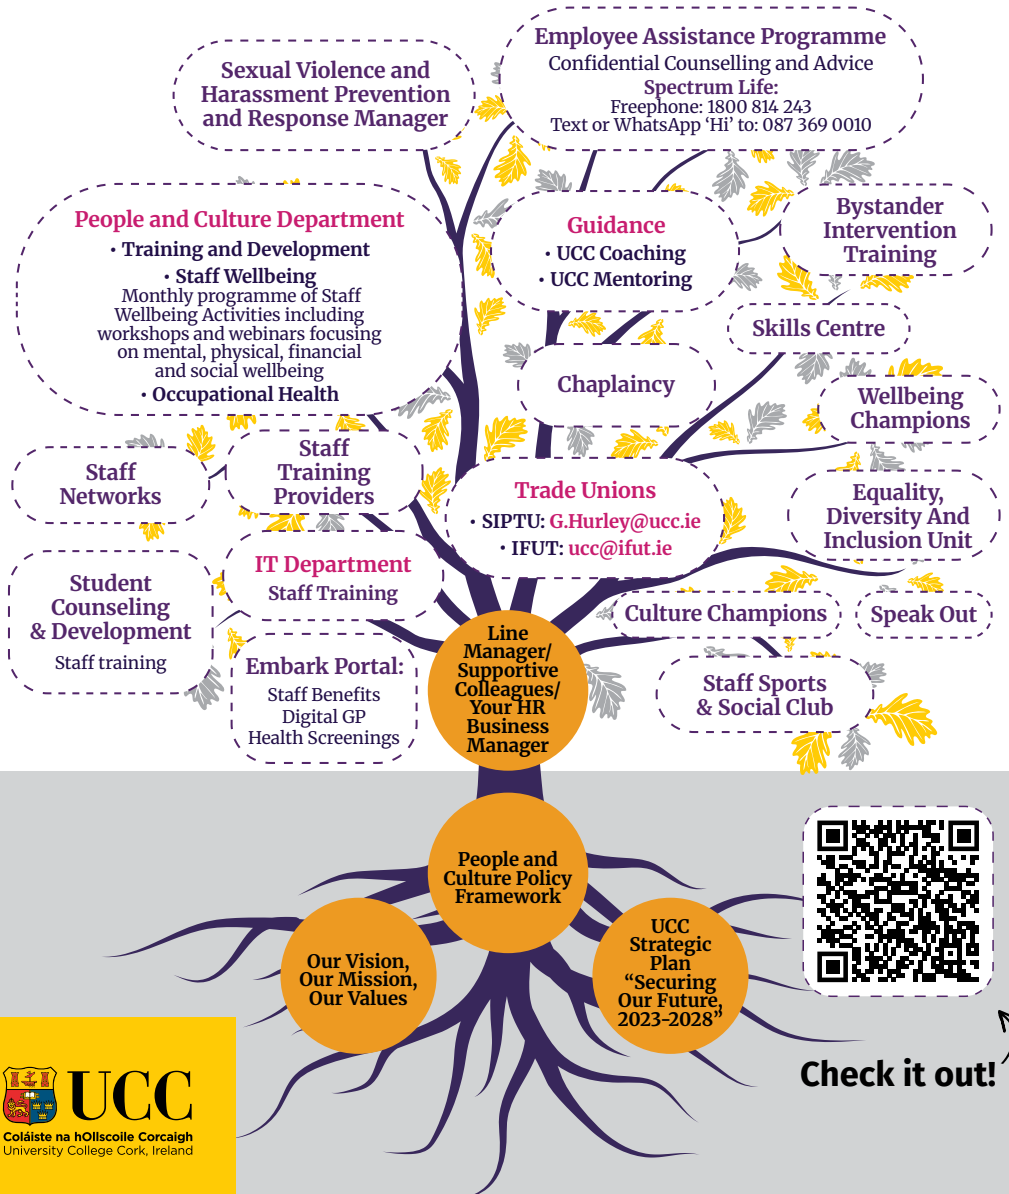 Employee Assistance Programme
Confidential Counselling and Advice
Spectrum Life:
Freephone: 1800 814 243
Text or WhatsApp ‘Hi’ to: 087 369 0010
Sexual Violence and
Harassment Prevention
and Response Manager
People and Culture Department
• Training and Development
• Staff Wellbeing
Monthly programme of Staff
Wellbeing Activities including
workshops and webinars focusing
on mental, physical, financial
and social wellbeing
• Occupational Health
Guidance
• UCC Coaching
• UCC Mentoring
Bystander
Intervention
Training
Skills Centre
Chaplaincy
Wellbeing
Champions
Staff
Networks
Staff
Training
Providers
Trade Unions
• SIPTU: G.Hurley@ucc.ie
• IFUT: ucc@ifut.ie
Equality,
Diversity And
Inclusion Unit
Student
Counseling
& Development
Staff training
IT Department
Staff Training
Culture Champions
Speak Out
Embark Portal:
Staff Benefits
Digital GP
Health Screenings
Line
Manager/
Supportive
Colleagues/
Your HR
Business
Manager
Staff Sports
& Social Club
People and
Culture Policy
Framework
Our Vision,
Our Mission,
Our Values
UCC
Strategic
Plan
“Securing
Our Future,
2023-2028”
Check it out!
UCC
Coláiste na hOllscoile Corcaigh
University College Cork, Ireland